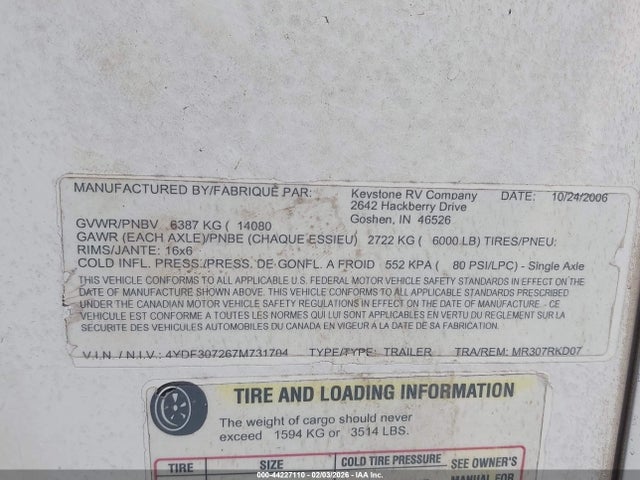 MANUFACTURED BY/FABRIQUE PAR: Keystone RV Company DATE: 10/24/2006
2642 Hackberry Drive
Goshen, IN 46526
GVWR/PNBV 6387 KG ( 14080
GAWR (EACH AXLE)/PNBE (CHAQUE ESSIEU) 2722 KG ( 6000 LB) TIRES/PNEU:
RIMS/JANTE: 16x6
COLD INFL. PRESS./PRESS. DE GONFL. A FROID 552 KPA ( 80 PSI/LPC) - Single Axle
THIS VEHICLE CONFORMS TO ALL APPLICABLE U.S. FEDERAL MOTOR VEHICLE SAFETY STANDARDS IN EFFECT ON THE
DATE OF MANUFACTURE SHOWN ABOVE. THIS VEHICLE CONFORMS TO ALL APPLICABLE STANDARDS PRESCRIBED
UNDER THE CANADIAN MOTOR VEHICLE SAFETY REGULATIONS IN EFFECT ON THE DATE OF MANUFACTURE. - CE
VEHICULE EST CONFORME A TOUTES LES NORMES QUI LUI SONT APPLICABLES EN VERTU DU REGLEMENT SUR LA
SECURITE DES VEHICULES AUTOMOBILES DU CANADA EN VIGEUR A LA DATE DE SA FABRICATION.
V.I.N. / N.I.V.: 4YDF307267M731704 TYPE/TYPE: TRAILER TRA/REM: MR307RKD07
TIRE AND LOADING INFORMATION
The weight of cargo should never
exceed 1594 KG or 3514 LBS.
TIRE SIZE COLD TIRE PRESSURE SEE OWNER'S
MANUAL FOR
000-44227110 - 02/03/2026 - IAAI.com